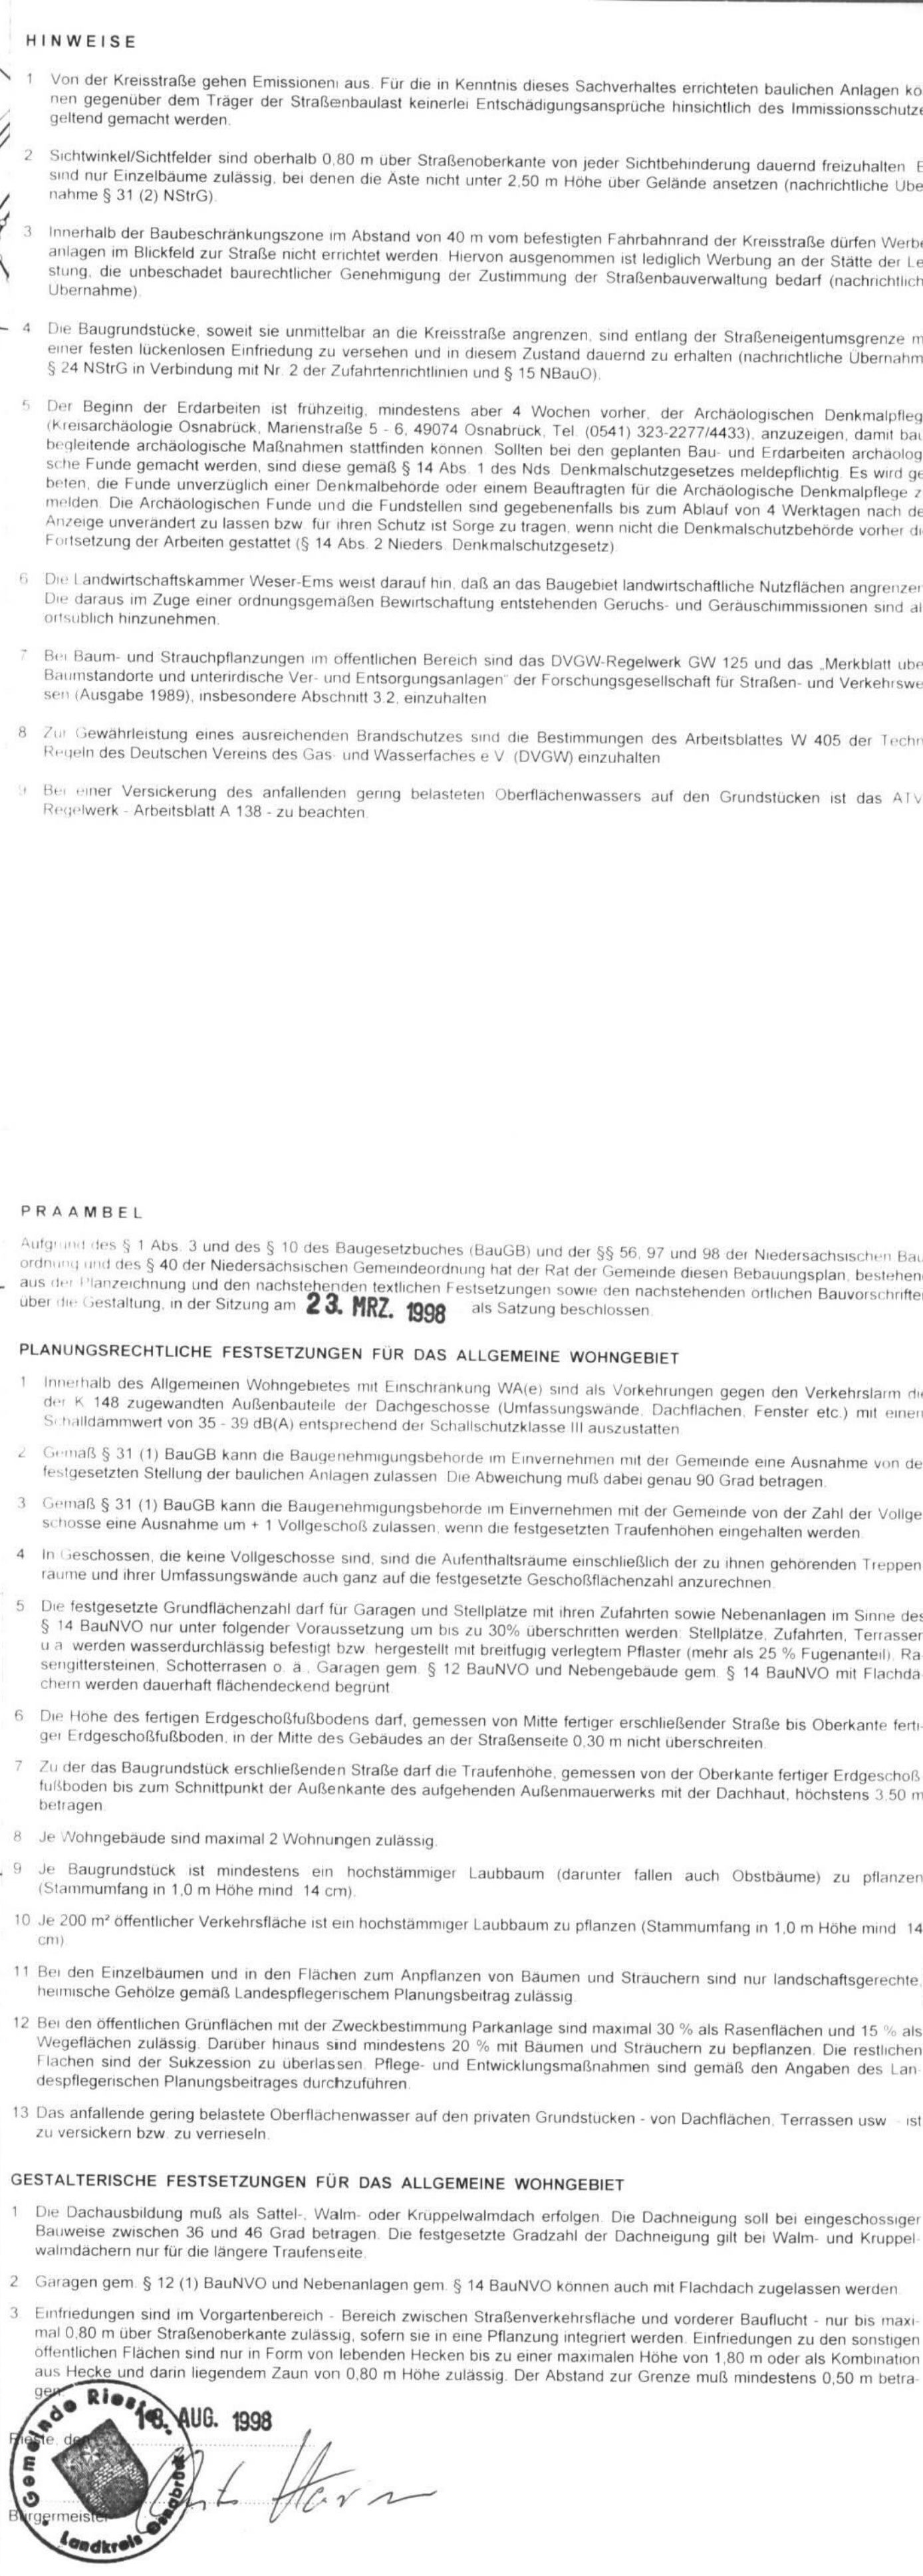 HINWEISE
1 Von der Kreisstraße gehen Emissionen aus. Für die in Kenntnis dieses Sachverhaltes errichteten baulichen Anlagen kö
nen gegenüber dem Träger der Straßenbaulast keinerlei Entschädigungsansprüche hinsichtlich des Immissionsschutze
geltend gemacht werden.
2 Sichtwinkel/Sichtfelder sind oberhalb 0,80 m über Straßenoberkante von jeder Sichtbehinderung dauernd freizuhalten. E
sind nur Einzelbäume zulässig, bei denen die Äste nicht unter 2,50 m Höhe über Gelände ansetzen (nachrichtliche Übe
nahme § 31 (2) NStrG).
3 Innerhalb der Baubeschränkungszone im Abstand von 40 m vom befestigten Fahrbahnrand der Kreisstraße dürfen Werbe
anlagen im Blickfeld zur Straße nicht errichtet werden. Hiervon ausgenommen ist lediglich Werbung an der Stätte der Le
stung, die unbeschadet baurechtlicher Genehmigung der Zustimmung der Straßenbauverwaltung bedarf (nachrichtlich
Übernahme).
4 Die Baugrundstücke, soweit sie unmittelbar an die Kreisstraße angrenzen, sind entlang der Straßeneigentumsgrenze m
einer festen lückenlosen Einfriedung zu versehen und in diesem Zustand dauernd zu erhalten (nachrichtliche Übernahm
§ 24 NStrG in Verbindung mit Nr. 2 der Zufahrtenrichtlinien und § 15 NBauO).
5 Der Beginn der Erdarbeiten ist frühzeitig, mindestens aber 4 Wochen vorher, der Archäologischen Denkmalpfleg
(Kreisarchäologie Osnabrück, Marienstraße 5 - 6, 49074 Osnabrück, Tel. (0541) 323-2277/4433), anzuzeigen, damit bau
begleitende archäologische Maßnahmen stattfinden können. Sollten bei den geplanten Bau- und Erdarbeiten archäolog
sche Funde gemacht werden, sind diese gemäß § 14 Abs. 1 des Nds. Denkmalschutzgesetzes meldepflichtig. Es wird ge
beten, die Funde unverzüglich einer Denkmalbehörde oder einem Beauftragten für die Archäologische Denkmalpflege z
melden. Die Archäologischen Funde und die Fundstellen sind gegebenenfalls bis zum Ablauf von 4 Werktagen nach de
Anzeige unverändert zu lassen bzw. für ihren Schutz ist Sorge zu tragen, wenn nicht die Denkmalschutzbehörde vorher di
Fortsetzung der Arbeiten gestattet (§ 14 Abs. 2 Nieders. Denkmalschutzgesetz).
6 Die Landwirtschaftskammer Weser-Ems weist darauf hin, daß an das Baugebiet landwirtschaftliche Nutzflächen angrenzen
Die daraus im Zuge einer ordnungsgemäßen Bewirtschaftung entstehenden Geruchs- und Geräuschimmissionen sind al
ortsüblich hinzunehmen.
7 Bei Baum- und Strauchpflanzungen im öffentlichen Bereich sind das DVGW-Regelwerk GW 125 und das „Merkblatt übe
Baumstandorte und unterirdische Ver- und Entsorgungsanlagen" der Forschungsgesellschaft für Straßen- und Verkehrswe
sen (Ausgabe 1989), insbesondere Abschnitt 3.2, einzuhalten
8 Zur Gewährleistung eines ausreichenden Brandschutzes sind die Bestimmungen des Arbeitsblattes W 405 der Techn
Regeln des Deutschen Vereins des Gas- und Wasserfaches e.V. (DVGW) einzuhalten
9 Bei einer Versickerung des anfallenden gering belasteten Oberflächenwassers auf den Grundstücken ist das ATV
Regelwerk - Arbeitsblatt A 138 - zu beachten.
PRÄAMBEL
Aufgrund des § 1 Abs. 3 und des § 10 des Baugesetzbuches (BauGB) und der §§ 56, 97 und 98 der Niedersächsischen Bau
ordnung und des § 40 der Niedersächsischen Gemeindeordnung hat der Rat der Gemeinde diesen Bebauungsplan, bestehen
aus der Planzeichnung und den nachstehenden textlichen Festsetzungen sowie den nachstehenden örtlichen Bauvorschrifte
über die Gestaltung, in der Sitzung am 23. MRZ. 1998 als Satzung beschlossen.
PLANUNGSRECHTLICHE FESTSETZUNGEN FÜR DAS ALLGEMEINE WOHNGEBIET
1 Innerhalb des Allgemeinen Wohngebietes mit Einschränkung WA(e) sind als Vorkehrungen gegen den Verkehrslärm die
der K 148 zugewandten Außenbauteile der Dachgeschosse (Umfassungswände, Dachflächen, Fenster etc.) mit einem
Schalldämmwert von 35 - 39 dB(A) entsprechend der Schallschutzklasse III auszustatten.
2 Gemäß § 31 (1) BauGB kann die Baugenehmigungsbehörde im Einvernehmen mit der Gemeinde eine Ausnahme von de
festgesetzten Stellung der baulichen Anlagen zulassen. Die Abweichung muß dabei genau 90 Grad betragen.
3 Gemäß § 31 (1) BauGB kann die Baugenehmigungsbehörde im Einvernehmen mit der Gemeinde von der Zahl der Vollge
schosse eine Ausnahme um + 1 Vollgeschoß zulassen, wenn die festgesetzten Traufenhöhen eingehalten werden.
4 In Geschossen, die keine Vollgeschosse sind, sind die Aufenthaltsräume einschließlich der zu ihnen gehörenden Treppen
räume und ihrer Umfassungswände auch ganz auf die festgesetzte Geschoßflächenzahl anzurechnen.
5 Die festgesetzte Grundflächenzahl darf für Garagen und Stellplätze mit ihren Zufahrten sowie Nebenanlagen im Sinne des
§ 14 BauNVO nur unter folgender Voraussetzung um bis zu 30% überschritten werden: Stellplätze, Zufahrten, Terrassen
u.a. werden wasserdurchlässig befestigt bzw. hergestellt mit breitfugig verlegtem Pflaster (mehr als 25 % Fugenanteil), Ra
sengittersteinen, Schotterrasen o. ä., Garagen gem. § 12 BauNVO und Nebengebäude gem. § 14 BauNVO mit Flachdä
chern werden dauerhaft flächendeckend begrünt.
6 Die Höhe des fertigen Erdgeschoßfußbodens darf, gemessen von Mitte fertiger erschließender Straße bis Oberkante ferti-
ger Erdgeschoßfußboden, in der Mitte des Gebäudes an der Straßenseite 0,30 m nicht überschreiten.
7 Zu der das Baugrundstück erschließenden Straße darf die Traufenhöhe, gemessen von der Oberkante fertiger Erdgeschoß
fußboden bis zum Schnittpunkt der Außenkante des aufgehenden Außenmauerwerks mit der Dachhaut, höchstens 3,50 m
betragen.
8 Je Wohngebäude sind maximal 2 Wohnungen zulässig.
9 Je Baugrundstück ist mindestens ein hochstämmiger Laubbaum (darunter fallen auch Obstbäume) zu pflanzen
(Stammumfang in 1,0 m Höhe mind. 14 cm).
10 Je 200 m² öffentlicher Verkehrsfläche ist ein hochstämmiger Laubbaum zu pflanzen (Stammumfang in 1,0 m Höhe mind. 14
cm).
11 Bei den Einzelbäumen und in den Flächen zum Anpflanzen von Bäumen und Sträuchern sind nur landschaftsgerechte,
heimische Gehölze gemäß Landespflegerischem Planungsbeitrag zulässig.
12 Bei den öffentlichen Grünflächen mit der Zweckbestimmung Parkanlage sind maximal 30 % als Rasenflächen und 15 % als
Wegeflächen zulässig. Darüber hinaus sind mindestens 20 % mit Bäumen und Sträuchern zu bepflanzen. Die restlichen
Flächen sind der Sukzession zu überlassen. Pflege- und Entwicklungsmaßnahmen sind gemäß den Angaben des Lan-
despflegerischen Planungsbeitrages durchzuführen.
13 Das anfallende gering belastete Oberflächenwasser auf den privaten Grundstücken - von Dachflächen, Terrassen usw. - ist
zu versickern bzw. zu verrieseln.
GESTALTERISCHE FESTSETZUNGEN FÜR DAS ALLGEMEINE WOHNGEBIET
1 Die Dachausbildung muß als Sattel-, Walm- oder Krüppelwalmdach erfolgen. Die Dachneigung soll bei eingeschossiger
Bauweise zwischen 36 und 46 Grad betragen. Die festgesetzte Gradzahl der Dachneigung gilt bei Walm- und Krüppel-
walmdächern nur für die längere Traufenseite.
2 Garagen gem. § 12 (1) BauNVO und Nebenanlagen gem. § 14 BauNVO können auch mit Flachdach zugelassen werden.
3 Einfriedungen sind im Vorgartenbereich - Bereich zwischen Straßenverkehrsfläche und vorderer Bauflucht - nur bis maxi-
mal 0,80 m über Straßenoberkante zulässig, sofern sie in eine Pflanzung integriert werden. Einfriedungen zu den sonstigen
öffentlichen Flächen sind nur in Form von lebenden Hecken bis zu einer maximalen Höhe von 1,80 m oder als Kombination
aus Hecke und darin liegendem Zaun von 0,80 m Höhe zulässig. Der Abstand zur Grenze muß mindestens 0,50 m betra-
gen.
Rieste, den 18. AUG. 1998
Bürgermeister
Gemeinde Rieste
Landkreis Osnabrück